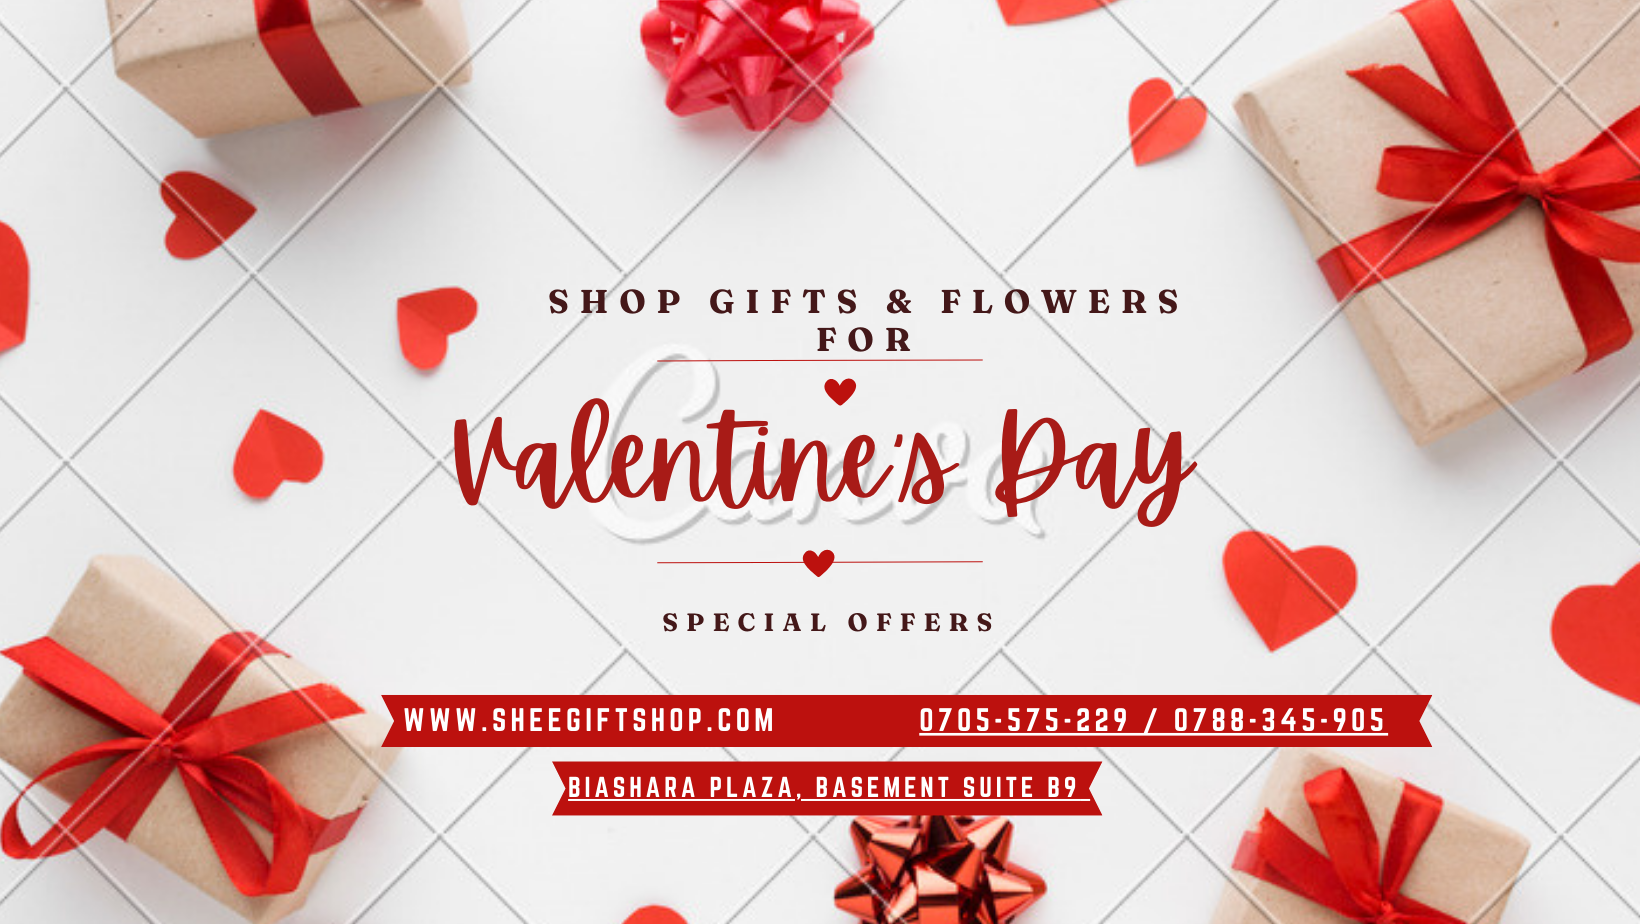 SHOP GIFTS & FLOWERS
FOR
Valentine's Day
Canva
SPECIAL OFFERS
WWW.SHEEGIFTSHOP.COM 0705-575-229 / 0788-345-905
BIASHARA PLAZA, BASEMENT SUITE B9